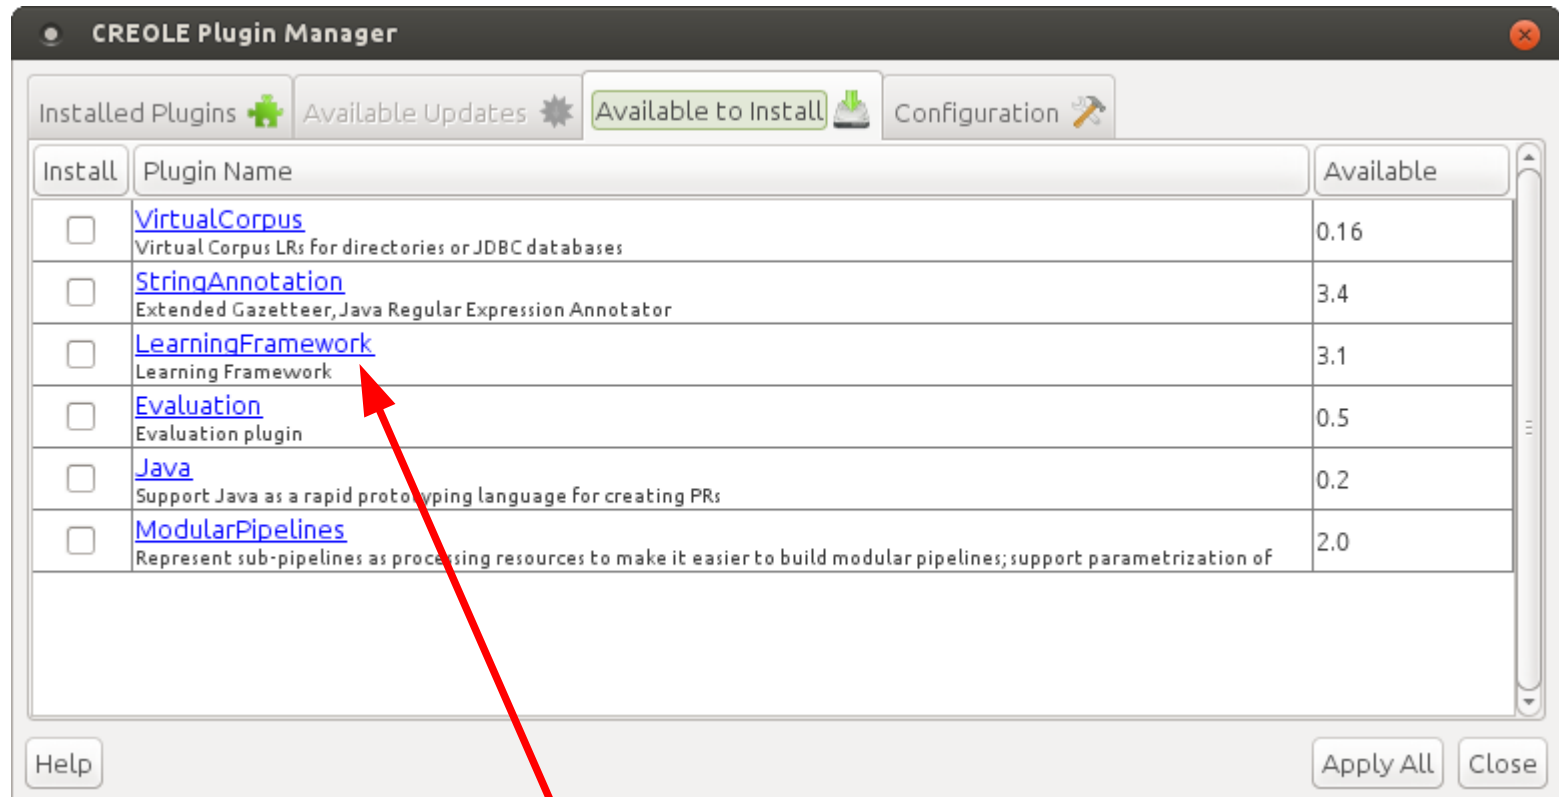 CREOLE Plugin Manager
Installed Plugins Available Updates Available to Install Configuration
Install Plugin Name Available
VirtualCorpus
Virtual Corpus LRs for directories or JDBC databases
0.16
StringAnnotation
Extended Gazetteer, Java Regular Expression Annotator
3.4
LearningFramework
Learning Framework
3.1
Evaluation
Evaluation plugin
0.5
Java
Support Java as a rapid prototyping language for creating PRs
0.2
ModularPipelines
Represent sub-pipelines as processing resources to make it easier to build modular pipelines; support parametrization of
2.0
Help Apply All Close